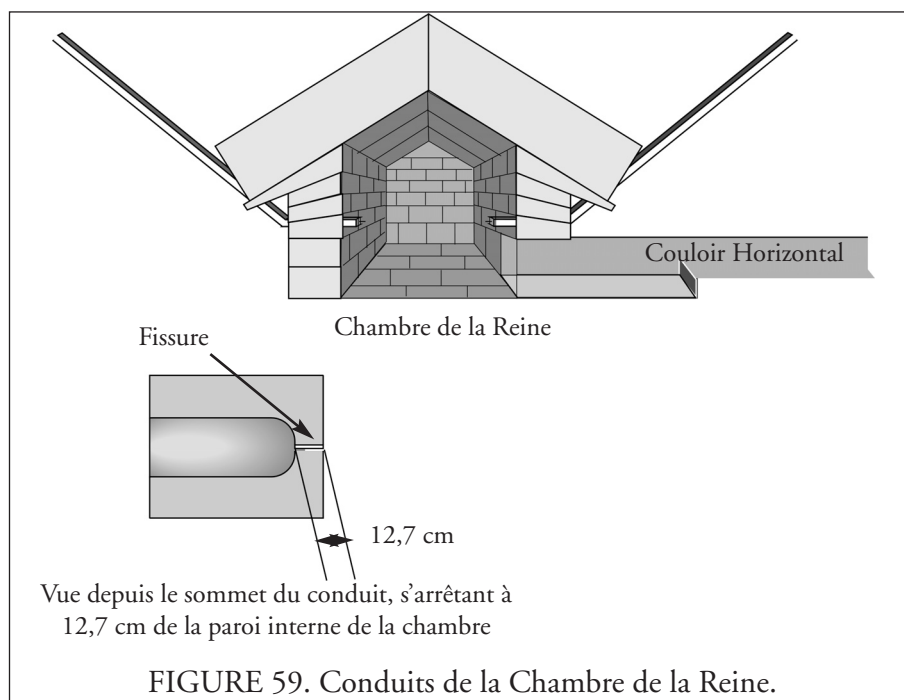 Couloir Horizontal
Chambre de la Reine
Fissure
12,7 cm
Vue depuis le sommet du conduit, s’arrêtant à
12,7 cm de la paroi interne de la chambre
FIGURE 59. Conduits de la Chambre de la Reine.